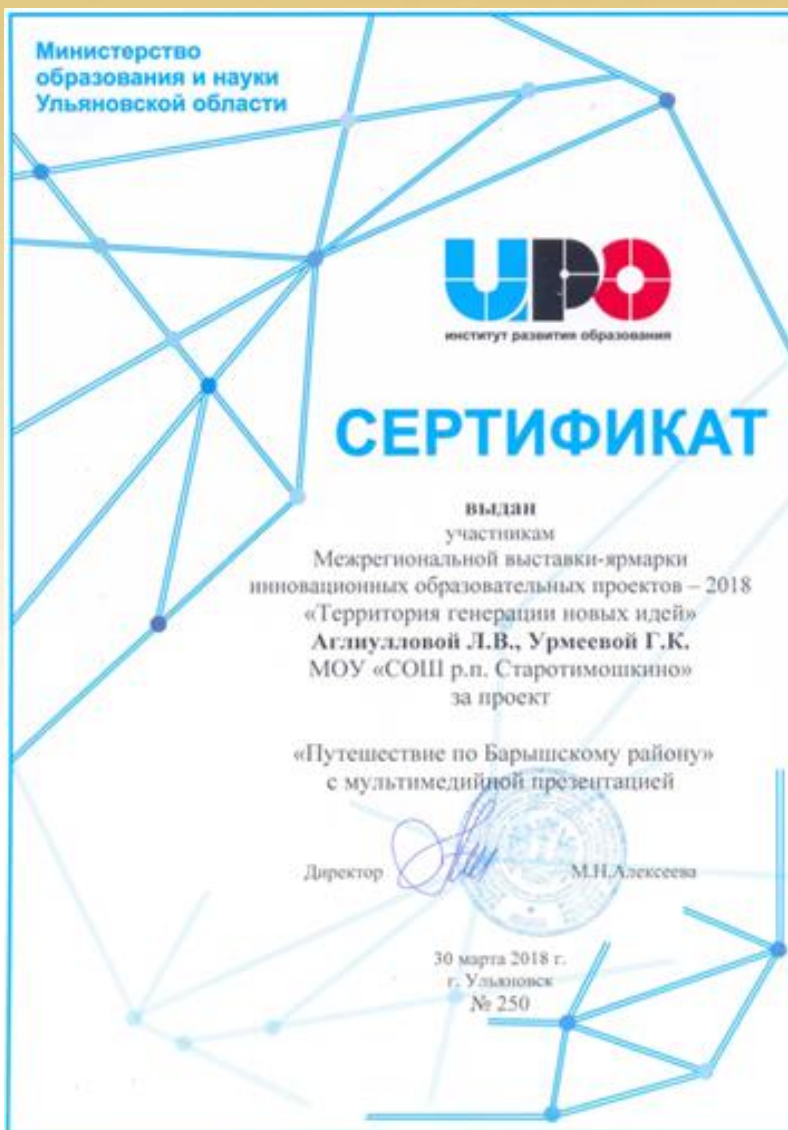 Министерство
образования и науки
Ульяновской области
ИРО
институт развития образования
СЕРТИФИКАТ
выдан
участникам
Межрегиональной выставки-ярмарки
инновационных образовательных проектов – 2018
«Территория генерации новых идей»
Аглиулловой Л.В., Урмеевой Г.К.
МОУ «СОШ р.п. Старотимошкино»
за проект
«Путешествие по Барышскому району»
с мультимедийной презентацией
Директор М.Н.Алексеева
30 марта 2018 г.
г. Ульяновск
№ 250